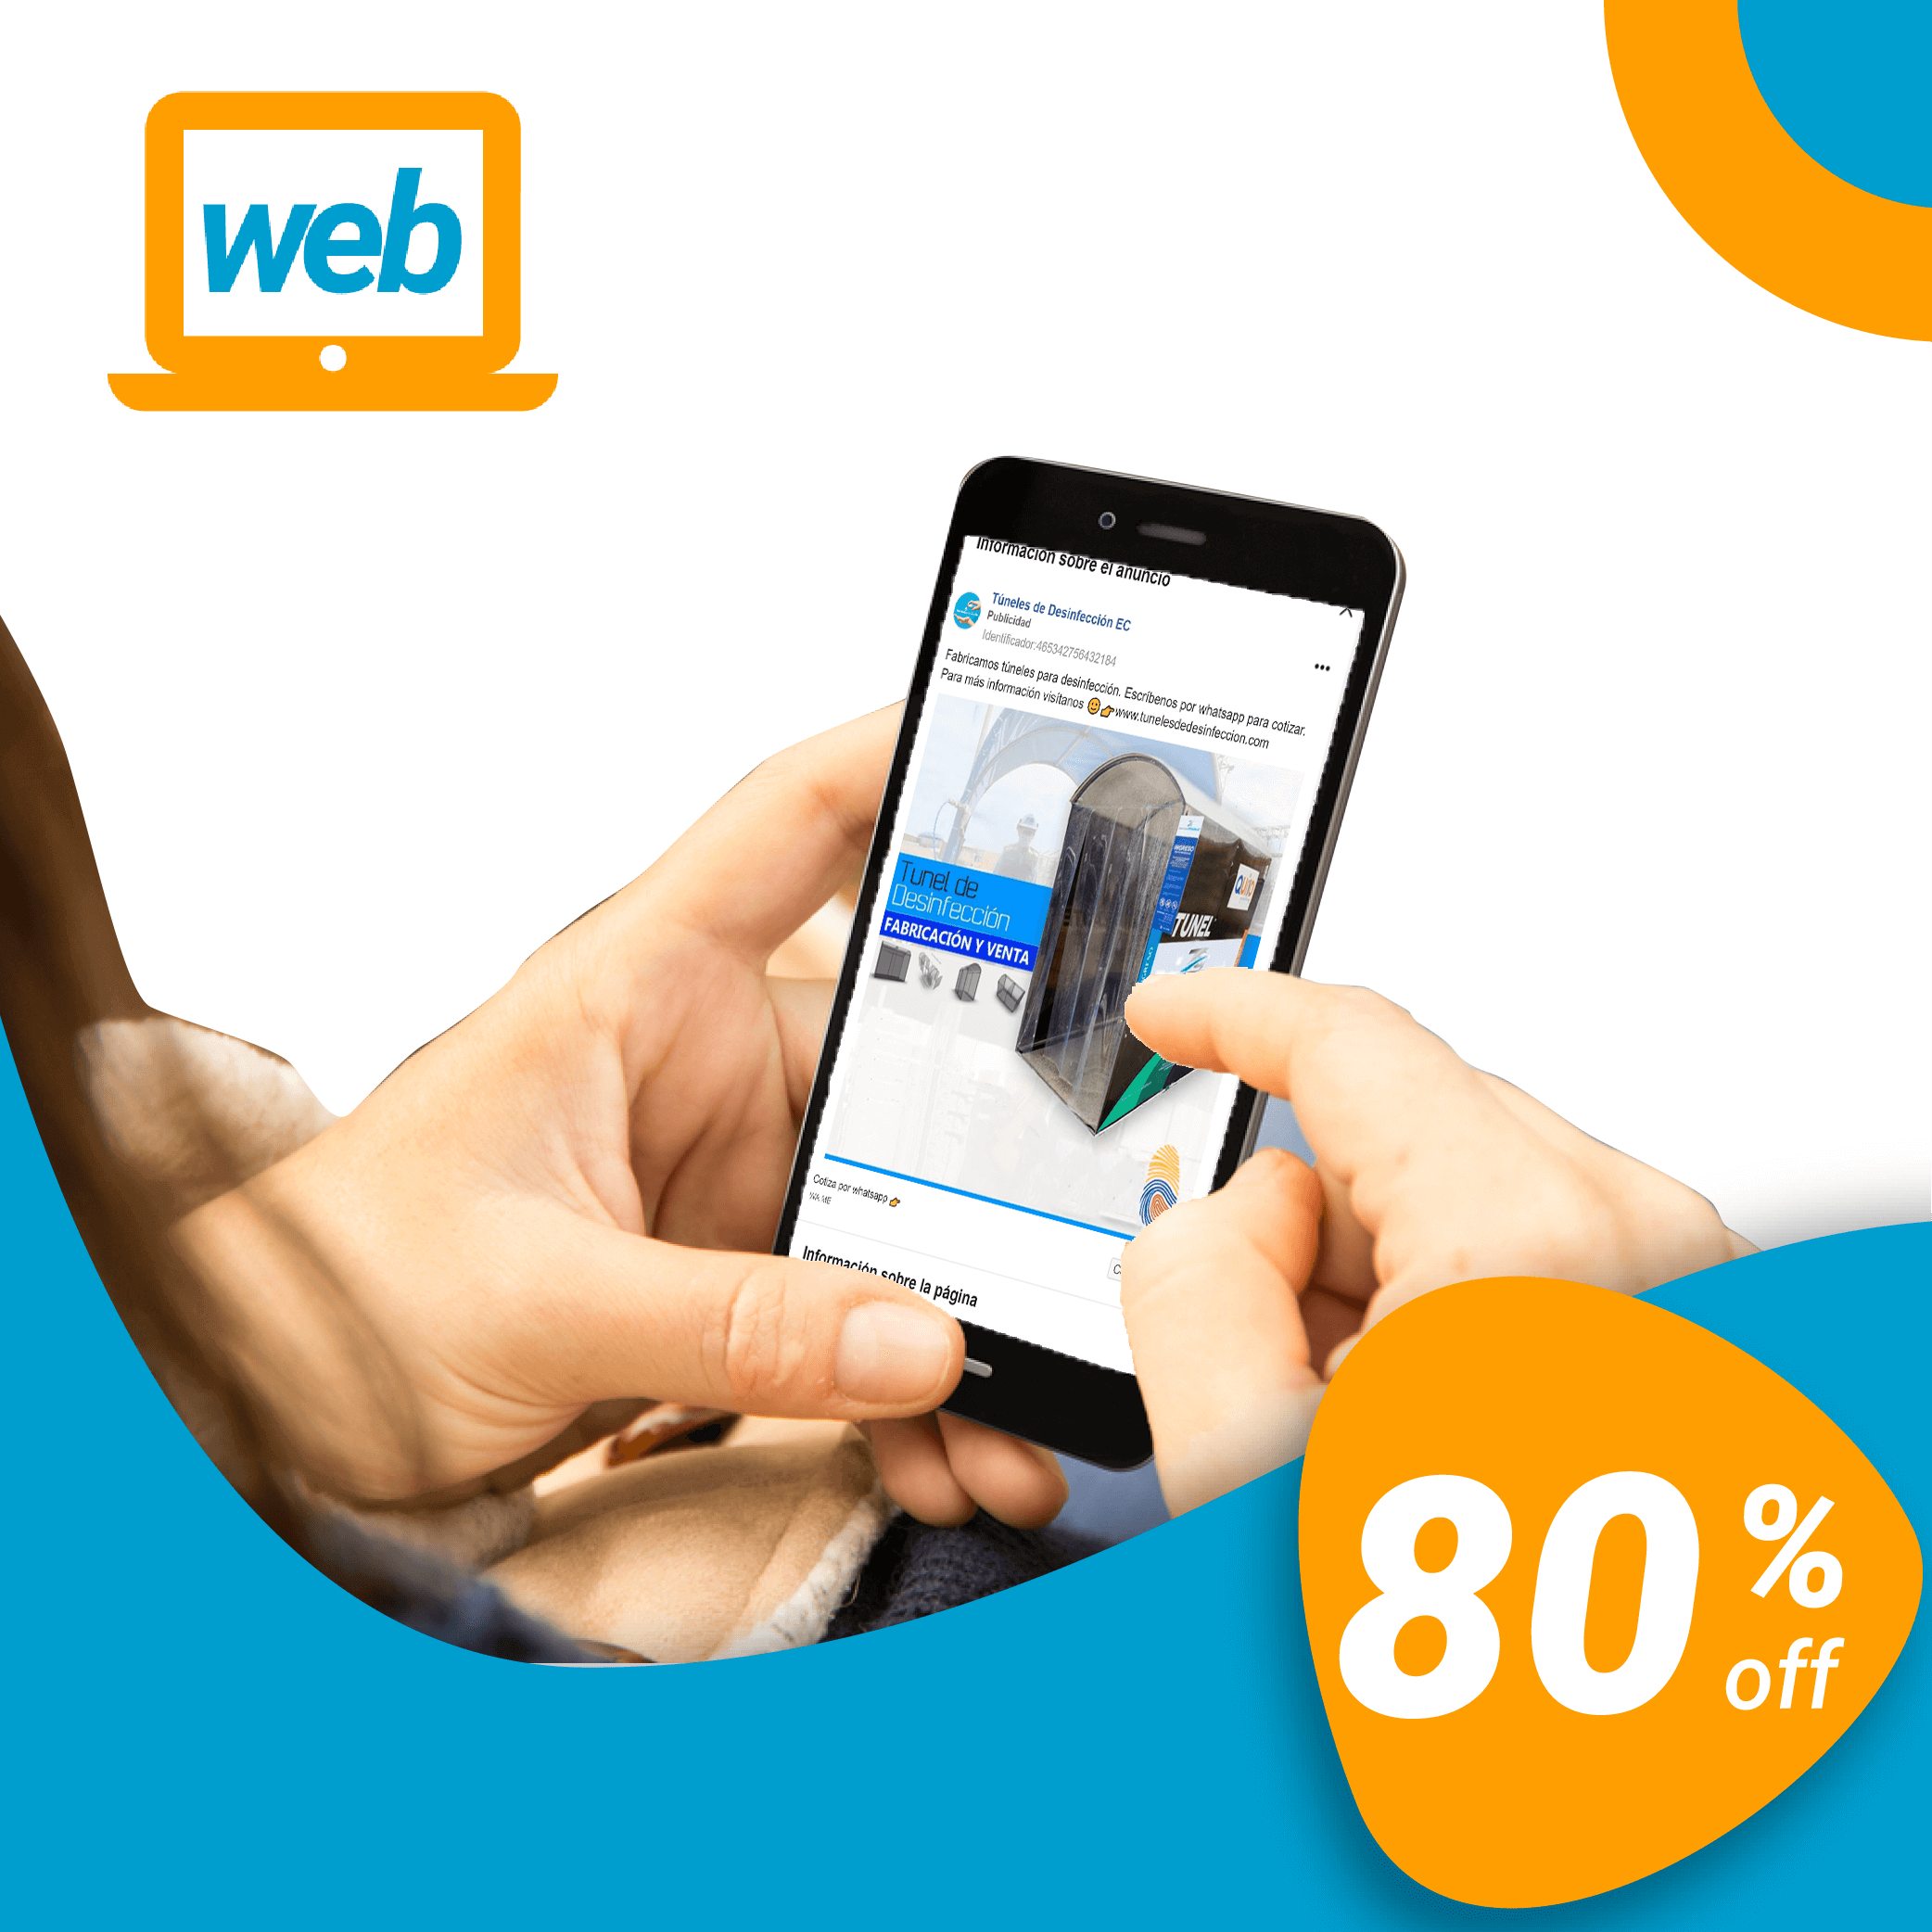 web
Información sobre el anuncio
Túneles de Desinfección EC
Publicidad
Identificador:465342756432184
Fabricamos túneles para desinfección. Escríbenos por whatsapp para cotizar.
Para más información visítanos 🙂👉www.tunelesdedesinfeccion.com
Tunel de
Desinfección
FABRICACIÓN Y VENTA
INGRESO
TUNEL
Cotiza por whatsapp 👉
WA.ME
Información sobre la página
80%
off